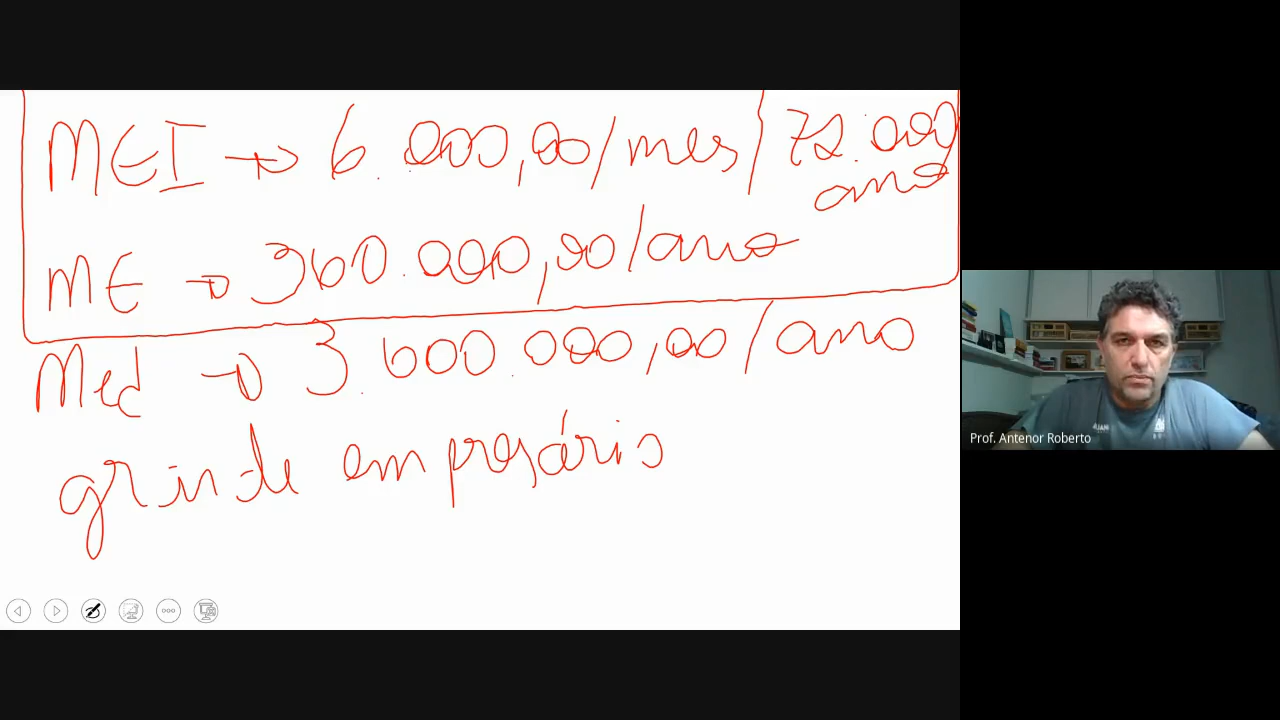 MEI → 6.000,00/mes/72.000
ano
ME → 360.000,00/ano
Med → 3.600.000,00/ano
grande empresário
Prof. Antenor Roberto